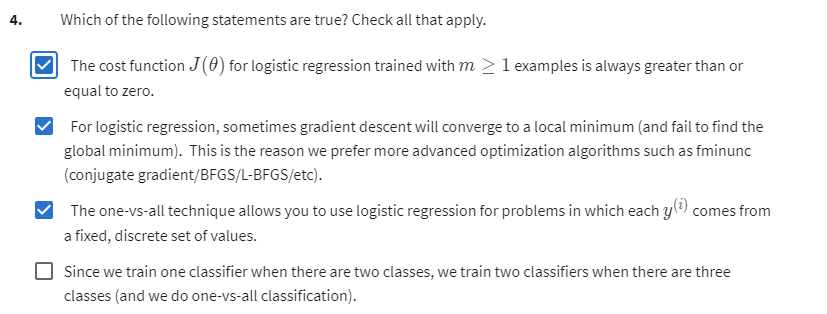 4. Which of the following statements are true? Check all that apply.
The cost function J(θ) for logistic regression trained with m ≥ 1 examples is always greater than or
equal to zero.
For logistic regression, sometimes gradient descent will converge to a local minimum (and fail to find the
global minimum). This is the reason we prefer more advanced optimization algorithms such as fminunc
(conjugate gradient/BFGS/L-BFGS/etc).
The one-vs-all technique allows you to use logistic regression for problems in which each y⁽ⁱ⁾ comes from
a fixed, discrete set of values.
Since we train one classifier when there are two classes, we train two classifiers when there are three
classes (and we do one-vs-all classification).